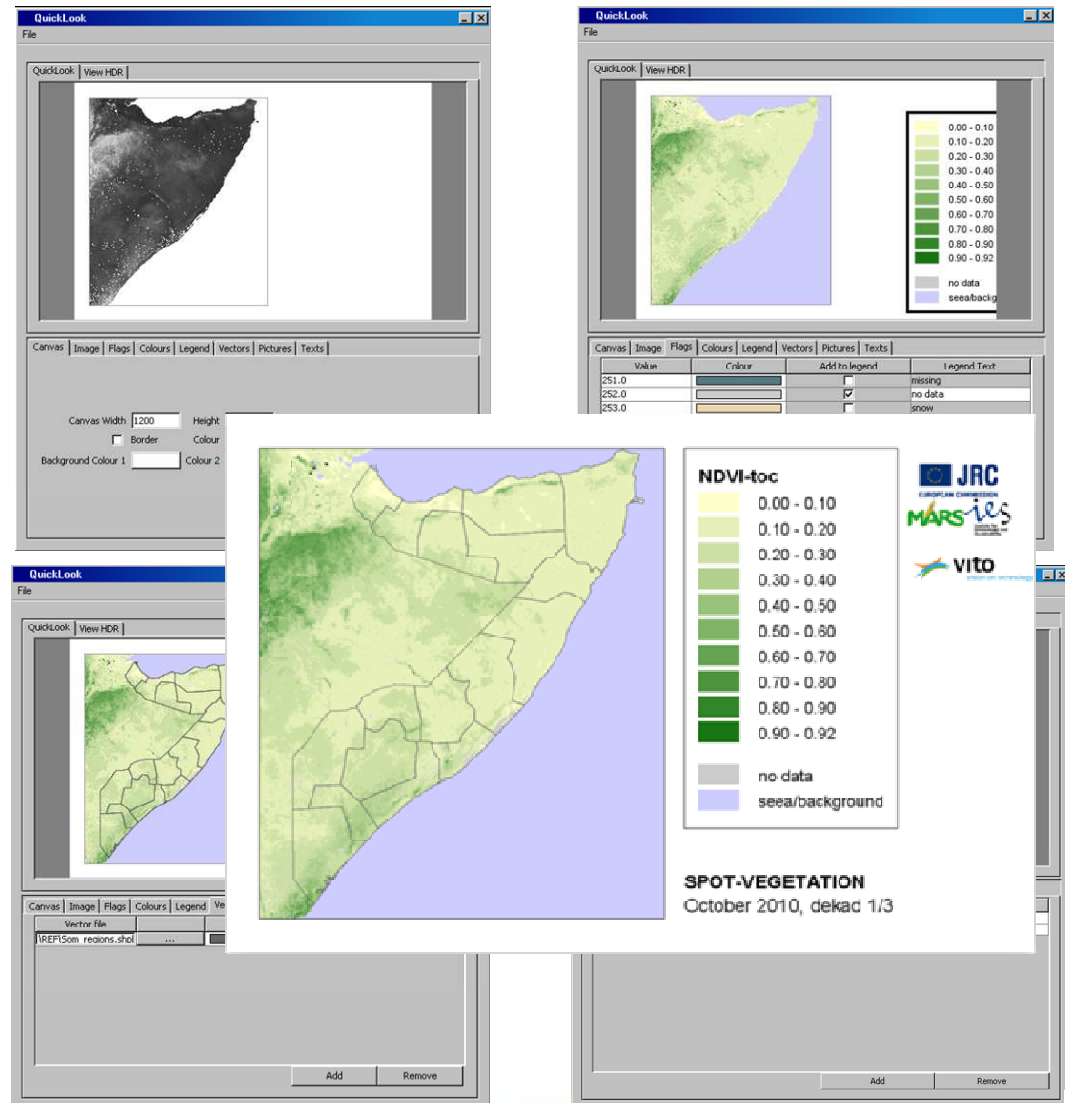 QuickLook
File
QuickLook View HDR
Canvas Image Flags Colours Legend Vectors Pictures Texts
Canvas Width 1200 Height
Border Colour
Background Colour 1 Colour 2
QuickLook
File
QuickLook View HDR
0.00 - 0.10
0.10 - 0.20
0.20 - 0.30
0.30 - 0.40
0.40 - 0.50
0.50 - 0.60
0.60 - 0.70
0.70 - 0.80
0.80 - 0.90
0.90 - 0.92
no data
seea/backg
Canvas Image Flags Colours Legend Vectors Pictures Texts
Value Colour Add to legend Legend Text
251.0 missing
252.0 no data
253.0 snow
NDVI-toc
0.00 - 0.10
0.10 - 0.20
0.20 - 0.30
0.30 - 0.40
0.40 - 0.50
0.50 - 0.60
0.60 - 0.70
0.70 - 0.80
0.80 - 0.90
0.90 - 0.92
no data
seea/background
SPOT-VEGETATION
October 2010, dekad 1/3
JRC
EUROPEAN COMMISSION
MARS ies
vito
QuickLook
File
QuickLook View HDR
Canvas Image Flags Colours Legend Ve
Vector file
\REF\Som_regions.shp ...
Add Remove
Add Remove